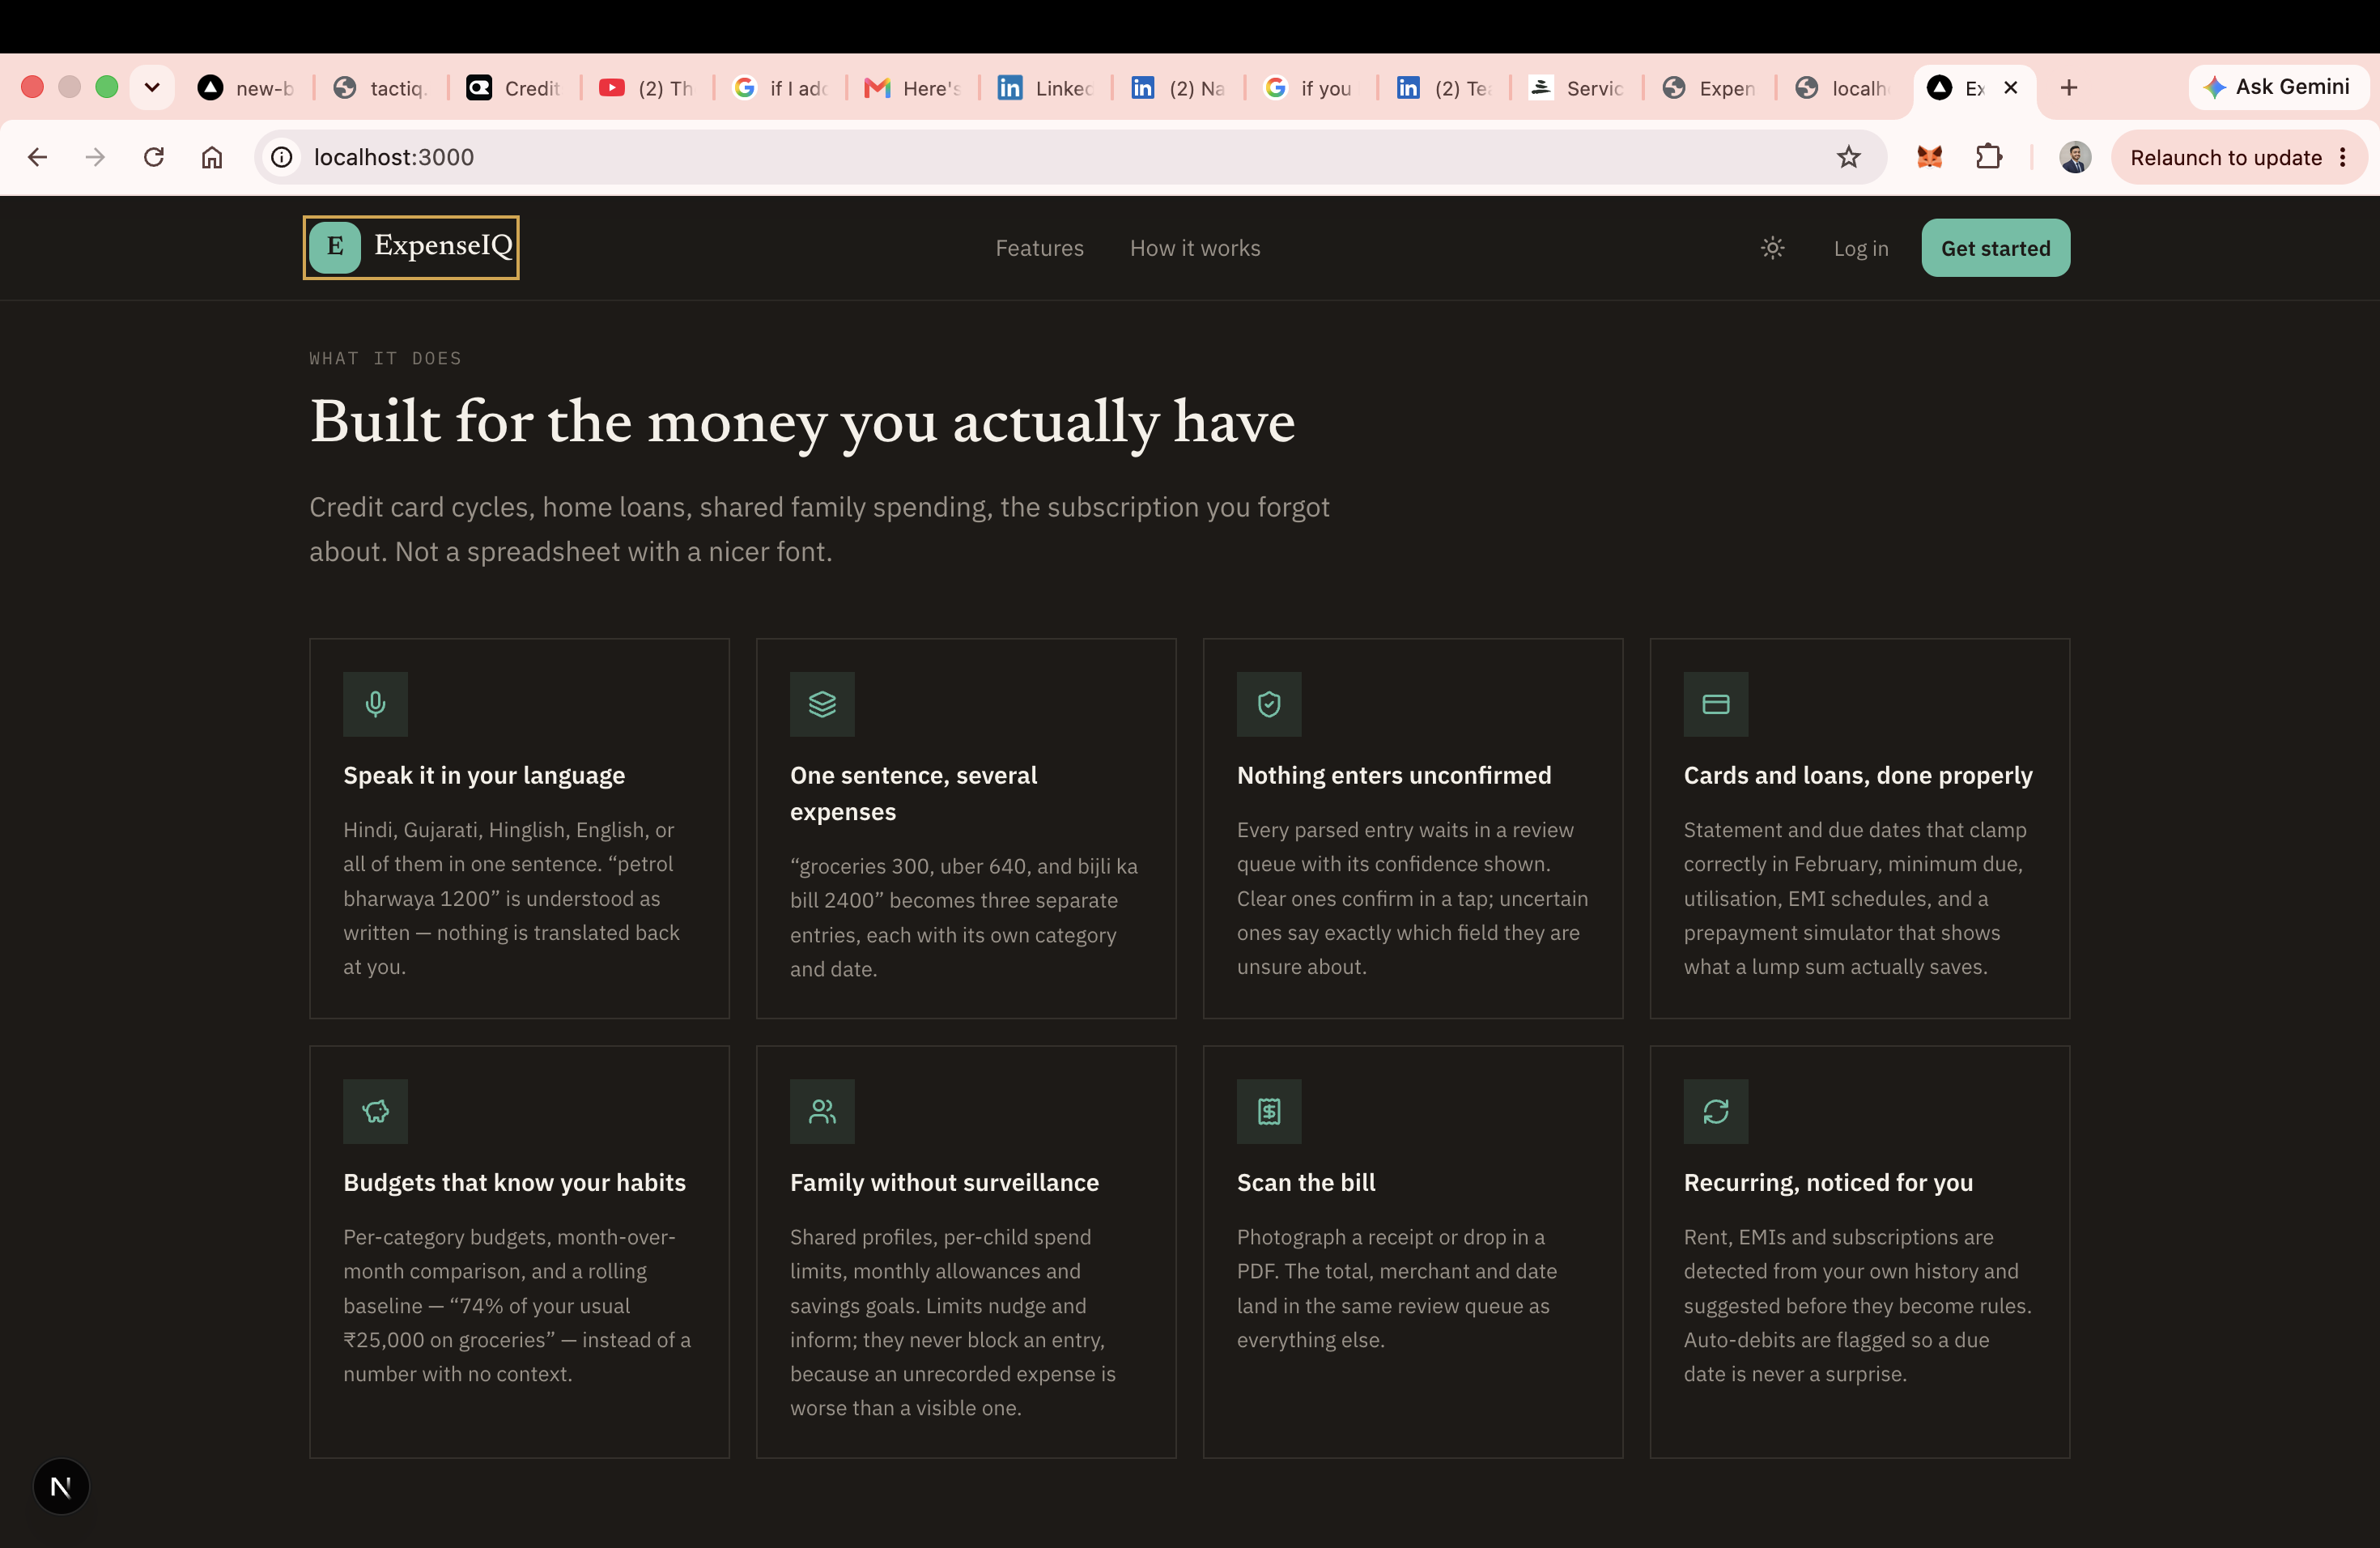 new-b
tactiq.
Credit
(2) Th
if I add
Here's
Linked
(2) Na
if you
(2) Tea
Servic
Expen
localh
Ex
Ask Gemini
localhost:3000
Relaunch to update
E ExpenseIQ
Features
How it works
Log in
Get started
WHAT IT DOES
Built for the money you actually have
Credit card cycles, home loans, shared family spending, the subscription you forgot
about. Not a spreadsheet with a nicer font.
Speak it in your language
Hindi, Gujarati, Hinglish, English, or
all of them in one sentence. “petrol
bharwaya 1200” is understood as
written — nothing is translated back
at you.
One sentence, several
expenses
“groceries 300, uber 640, and bijli ka
bill 2400” becomes three separate
entries, each with its own category
and date.
Nothing enters unconfirmed
Every parsed entry waits in a review
queue with its confidence shown.
Clear ones confirm in a tap; uncertain
ones say exactly which field they are
unsure about.
Cards and loans, done properly
Statement and due dates that clamp
correctly in February, minimum due,
utilisation, EMI schedules, and a
prepayment simulator that shows
what a lump sum actually saves.
Budgets that know your habits
Per-category budgets, month-over-
month comparison, and a rolling
baseline — “74% of your usual
₹25,000 on groceries” — instead of a
number with no context.
Family without surveillance
Shared profiles, per-child spend
limits, monthly allowances and
savings goals. Limits nudge and
inform; they never block an entry,
because an unrecorded expense is
worse than a visible one.
Scan the bill
Photograph a receipt or drop in a
PDF. The total, merchant and date
land in the same review queue as
everything else.
Recurring, noticed for you
Rent, EMIs and subscriptions are
detected from your own history and
suggested before they become rules.
Auto-debits are flagged so a due
date is never a surprise.
N